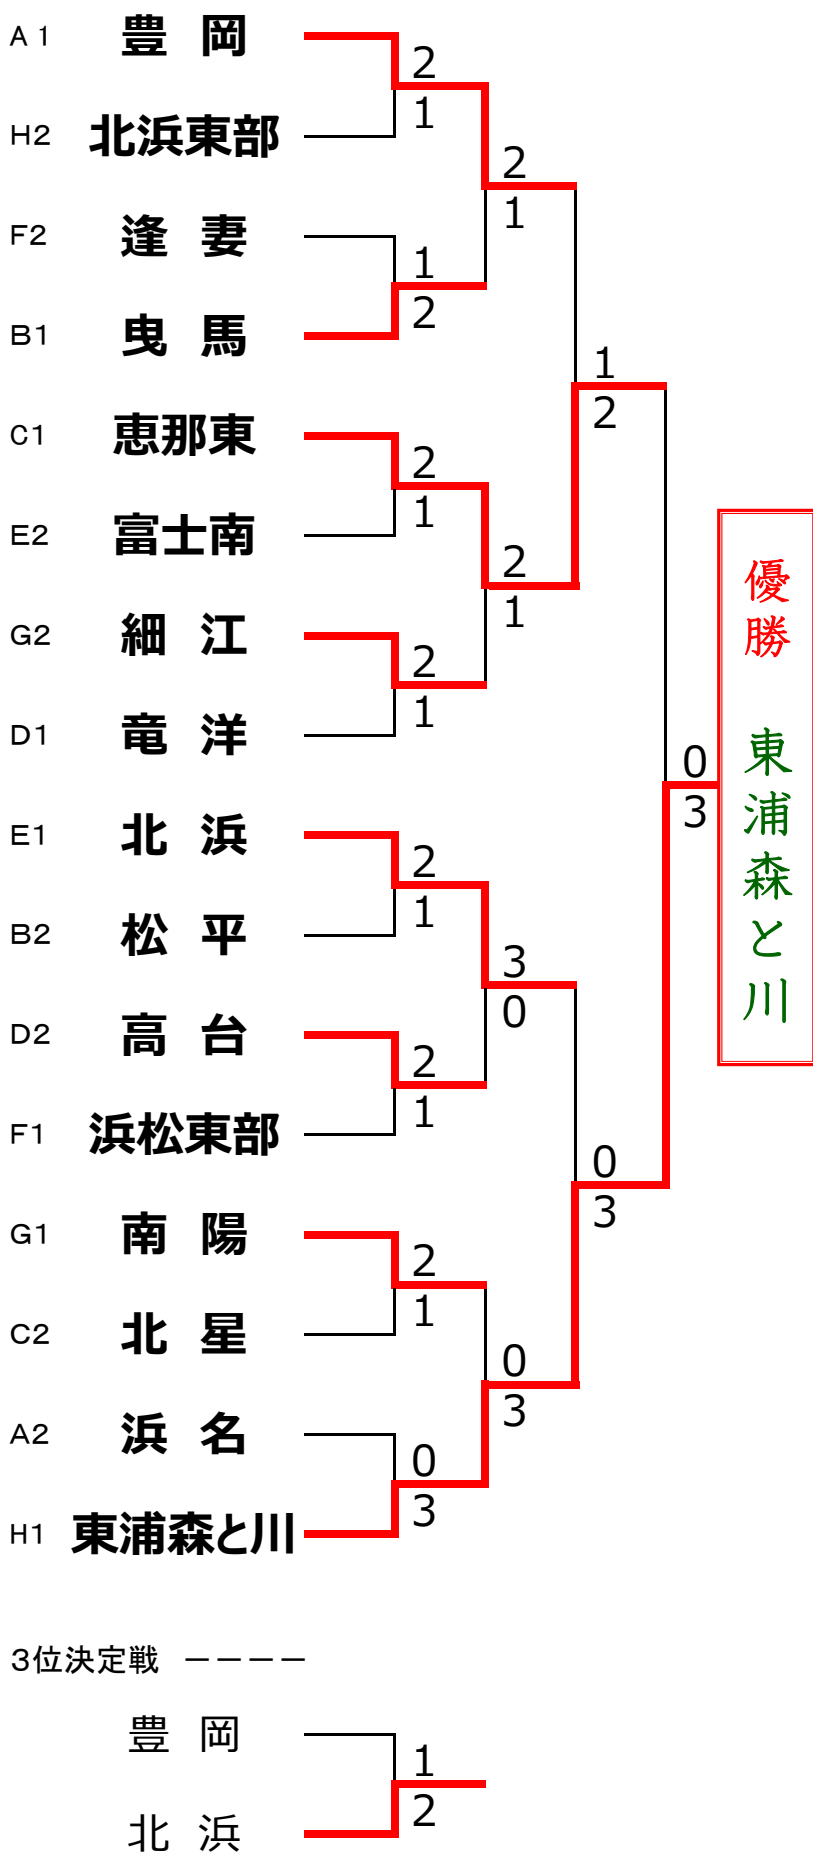 A1 豊 岡
2
1
H2 北浜東部
2
1
F2 逢 妻
1
2
B1 曳 馬
1
2
C1 恵那東
2
1
E2 富士南
2
1
G2 細 江
2
1
D1 竜 洋
0
3
優勝 東浦森と川
E1 北 浜
2
1
B2 松 平
3
0
D2 高 台
2
1
F1 浜松東部
0
3
G1 南 陽
2
1
C2 北 星
0
3
A2 浜 名
0
3
H1 東浦森と川
3位決定戦 ーーーー
豊 岡
1
2
北 浜